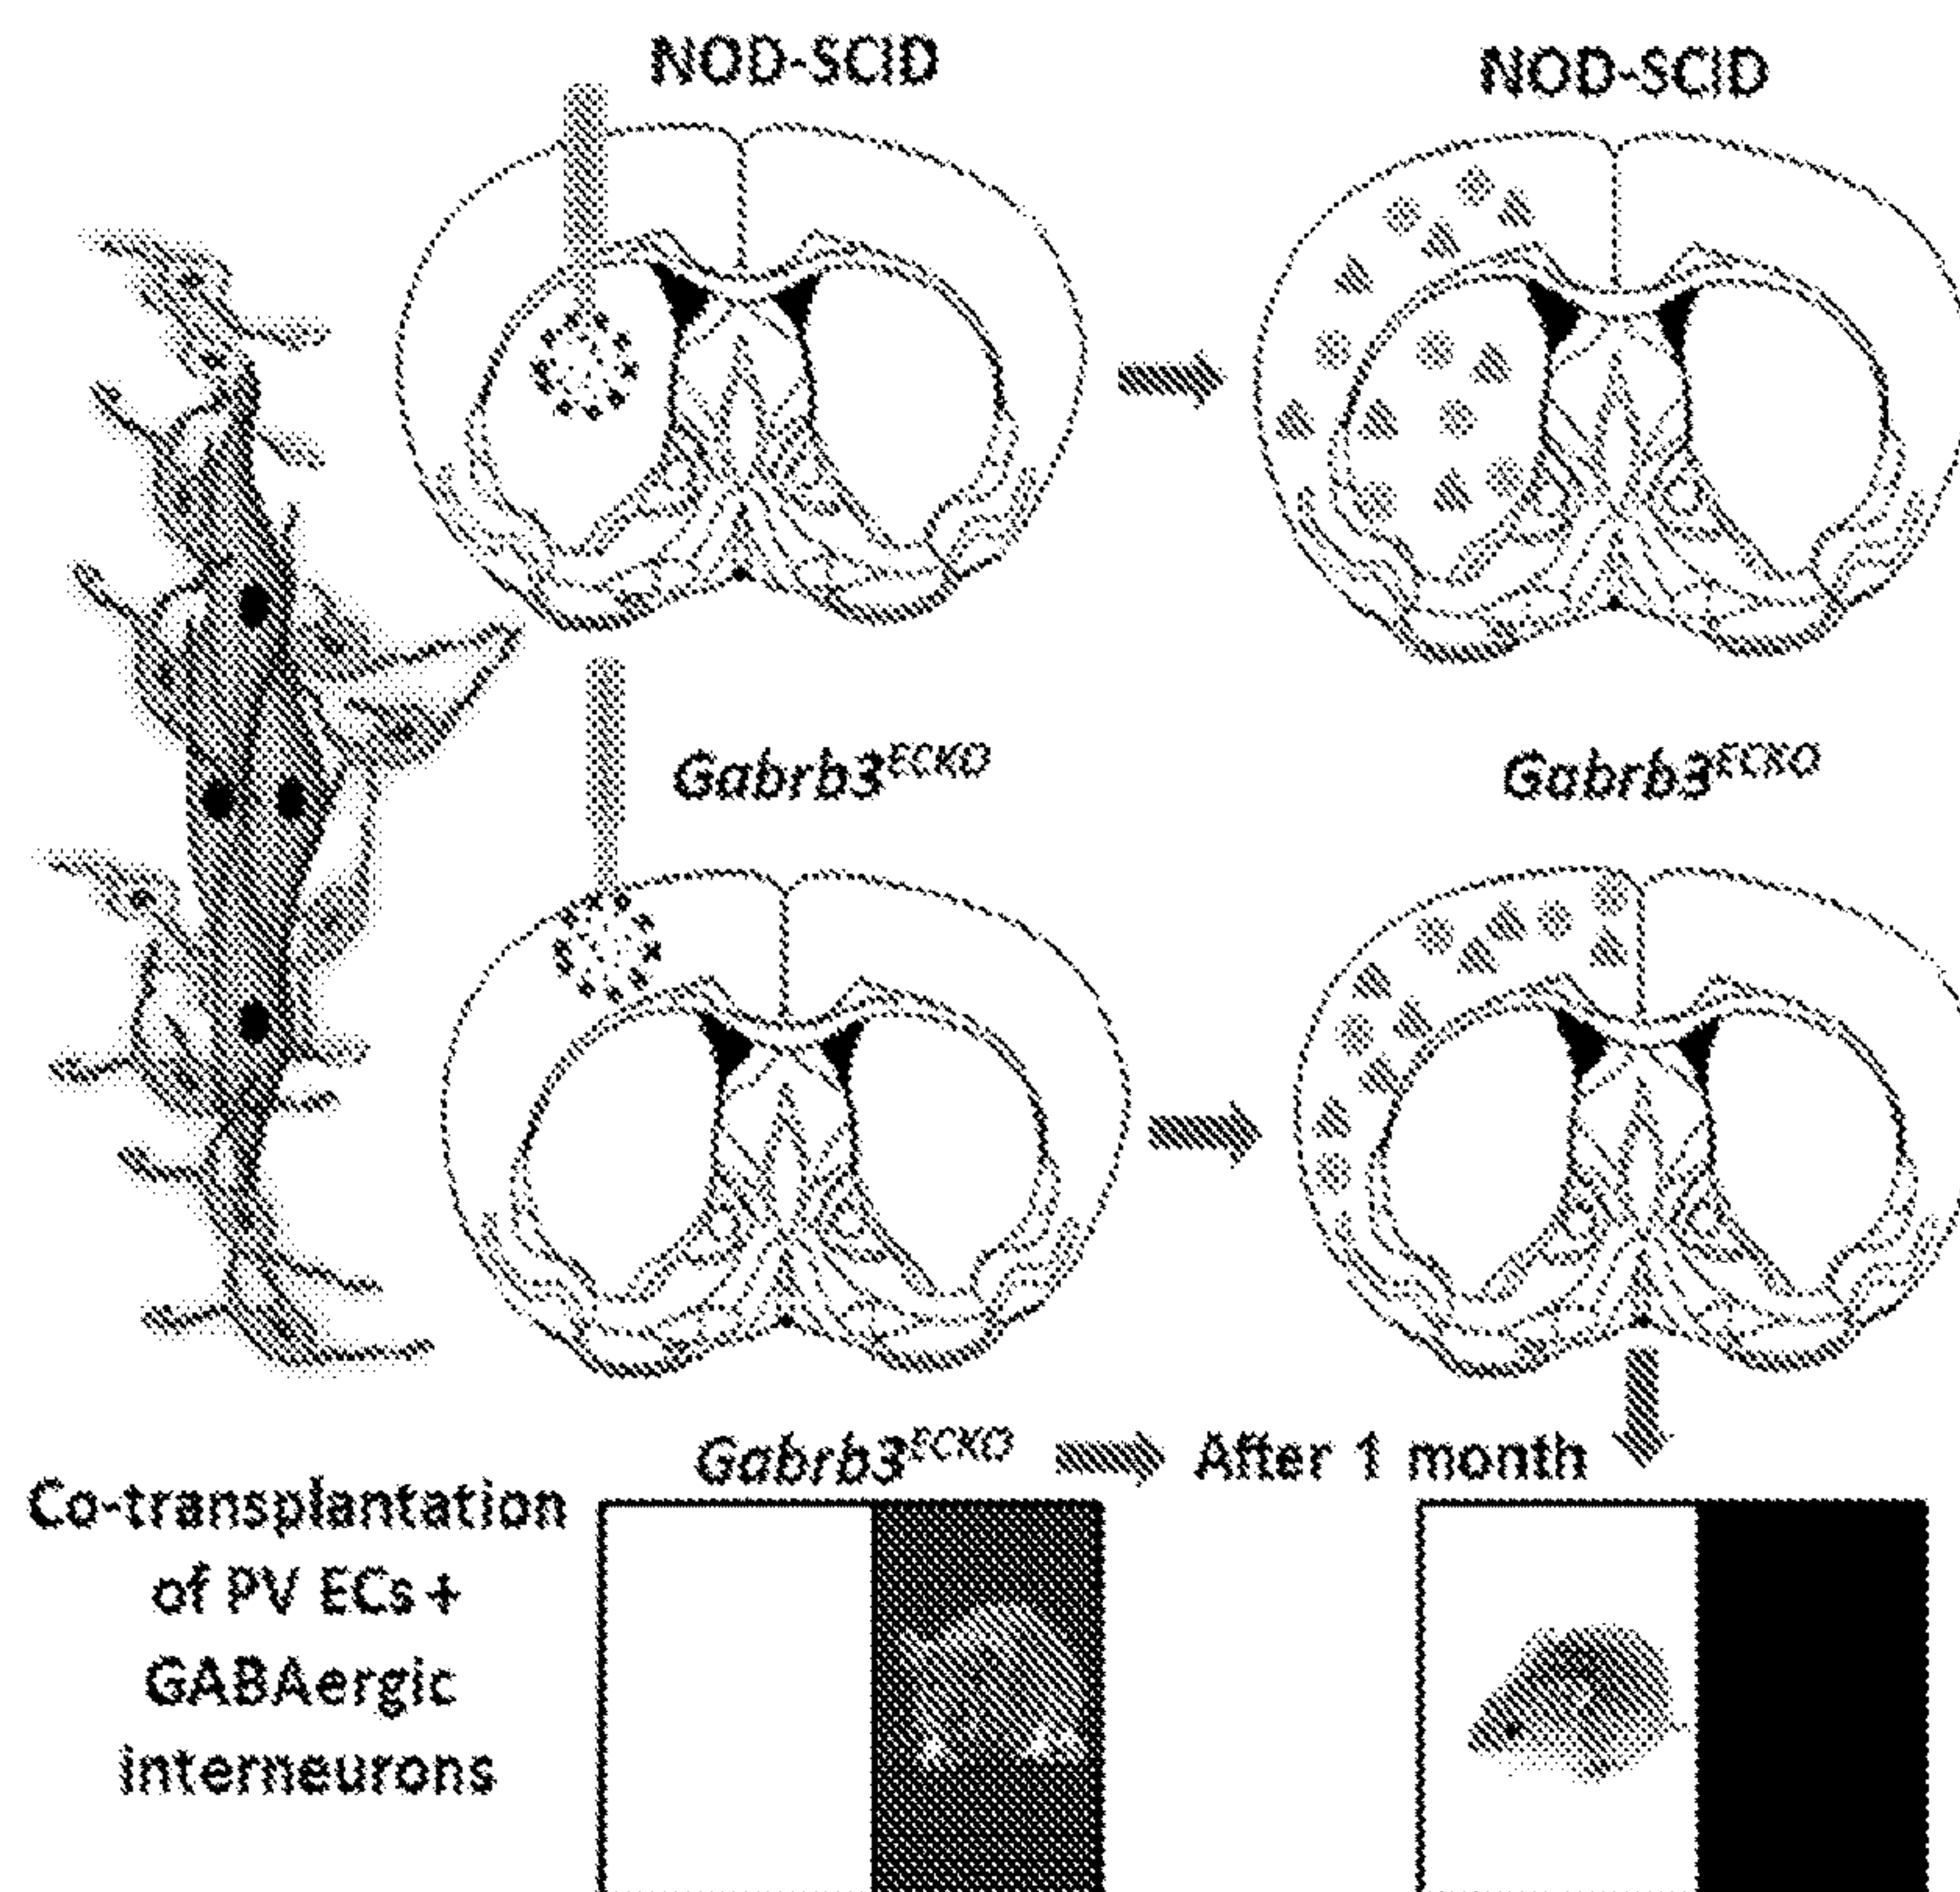 NOD-SCID
NOD-SCID
Gabrb3ECKO
Gabrb3ECKO
Gabrb3ECKO
After 1 month
Co-transplantation
of PV ECs +
GABAergic
interneurons